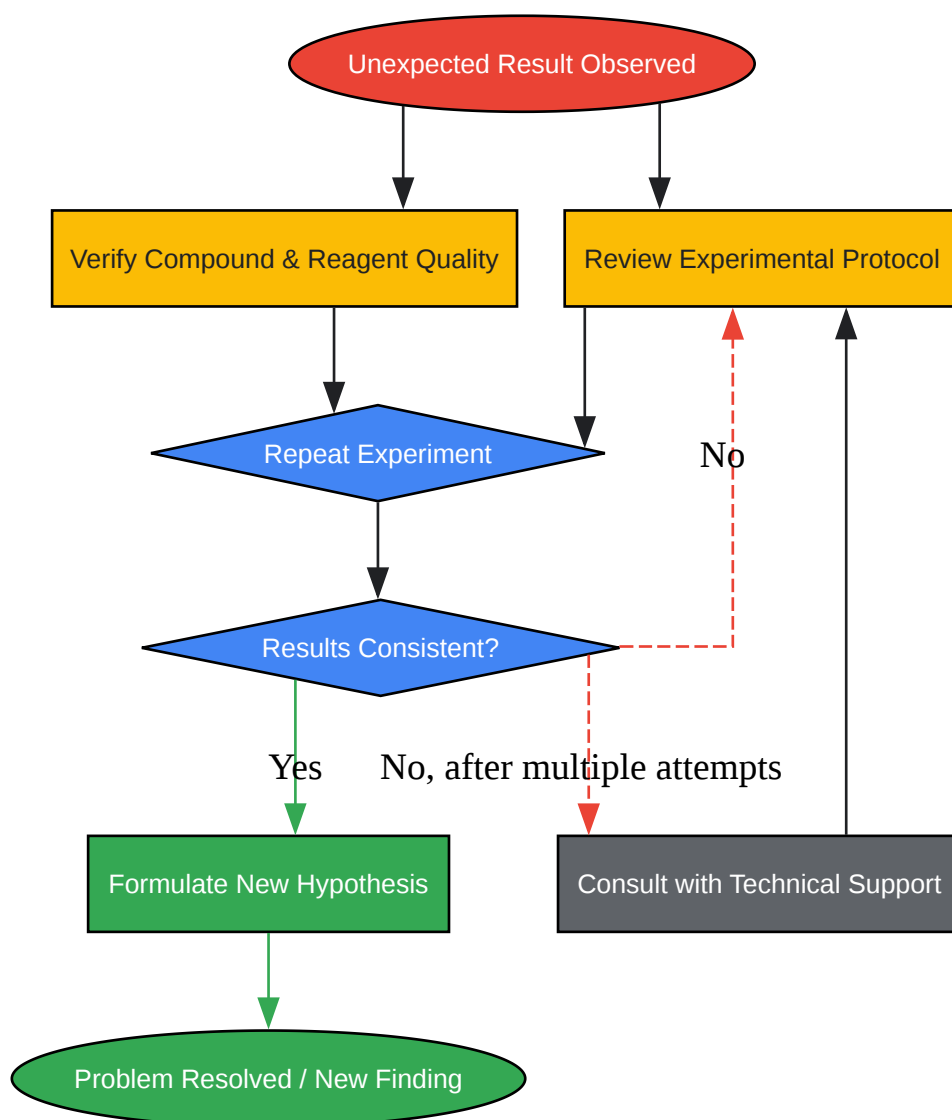 Unexpected Result Observed
Verify Compound & Reagent Quality
Review Experimental Protocol
Repeat Experiment
No
Results Consistent?
Yes
No, after multiple attempts
Formulate New Hypothesis
Consult with Technical Support
Problem Resolved / New Finding